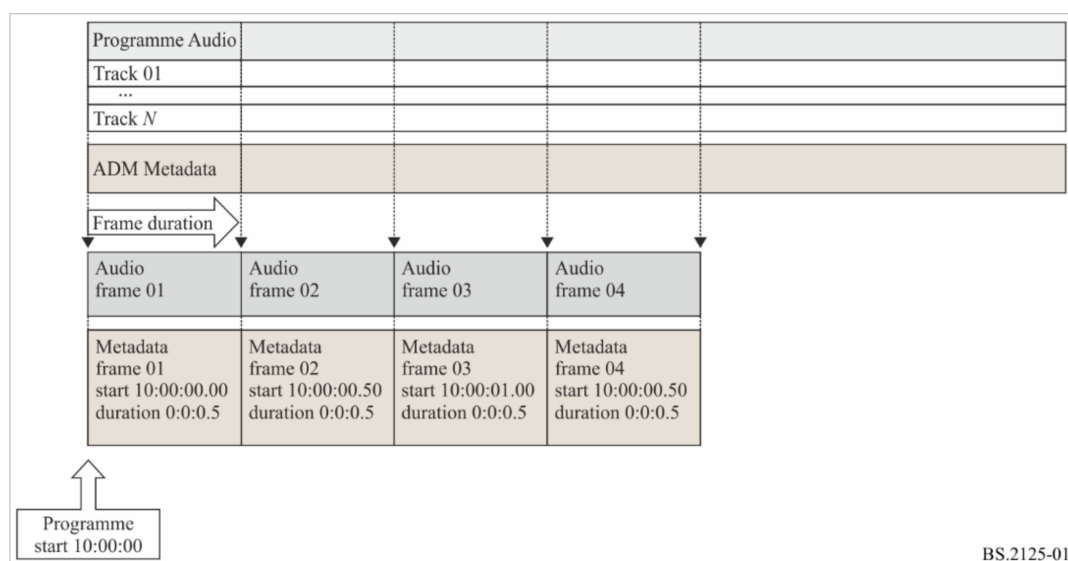 Programme Audio
Track 01
...
Track N
ADM Metadata
Frame duration
Audio
frame 01
Audio
frame 02
Audio
frame 03
Audio
frame 04
Metadata
frame 01
start 10:00:00.00
duration 0:0:0.5
Metadata
frame 02
start 10:00:00.50
duration 0:0:0.5
Metadata
frame 03
start 10:00:01.00
duration 0:0:0.5
Metadata
frame 04
start 10:00:00.50
duration 0:0:0.5
Programme
start 10:00:00
BS.2125-01